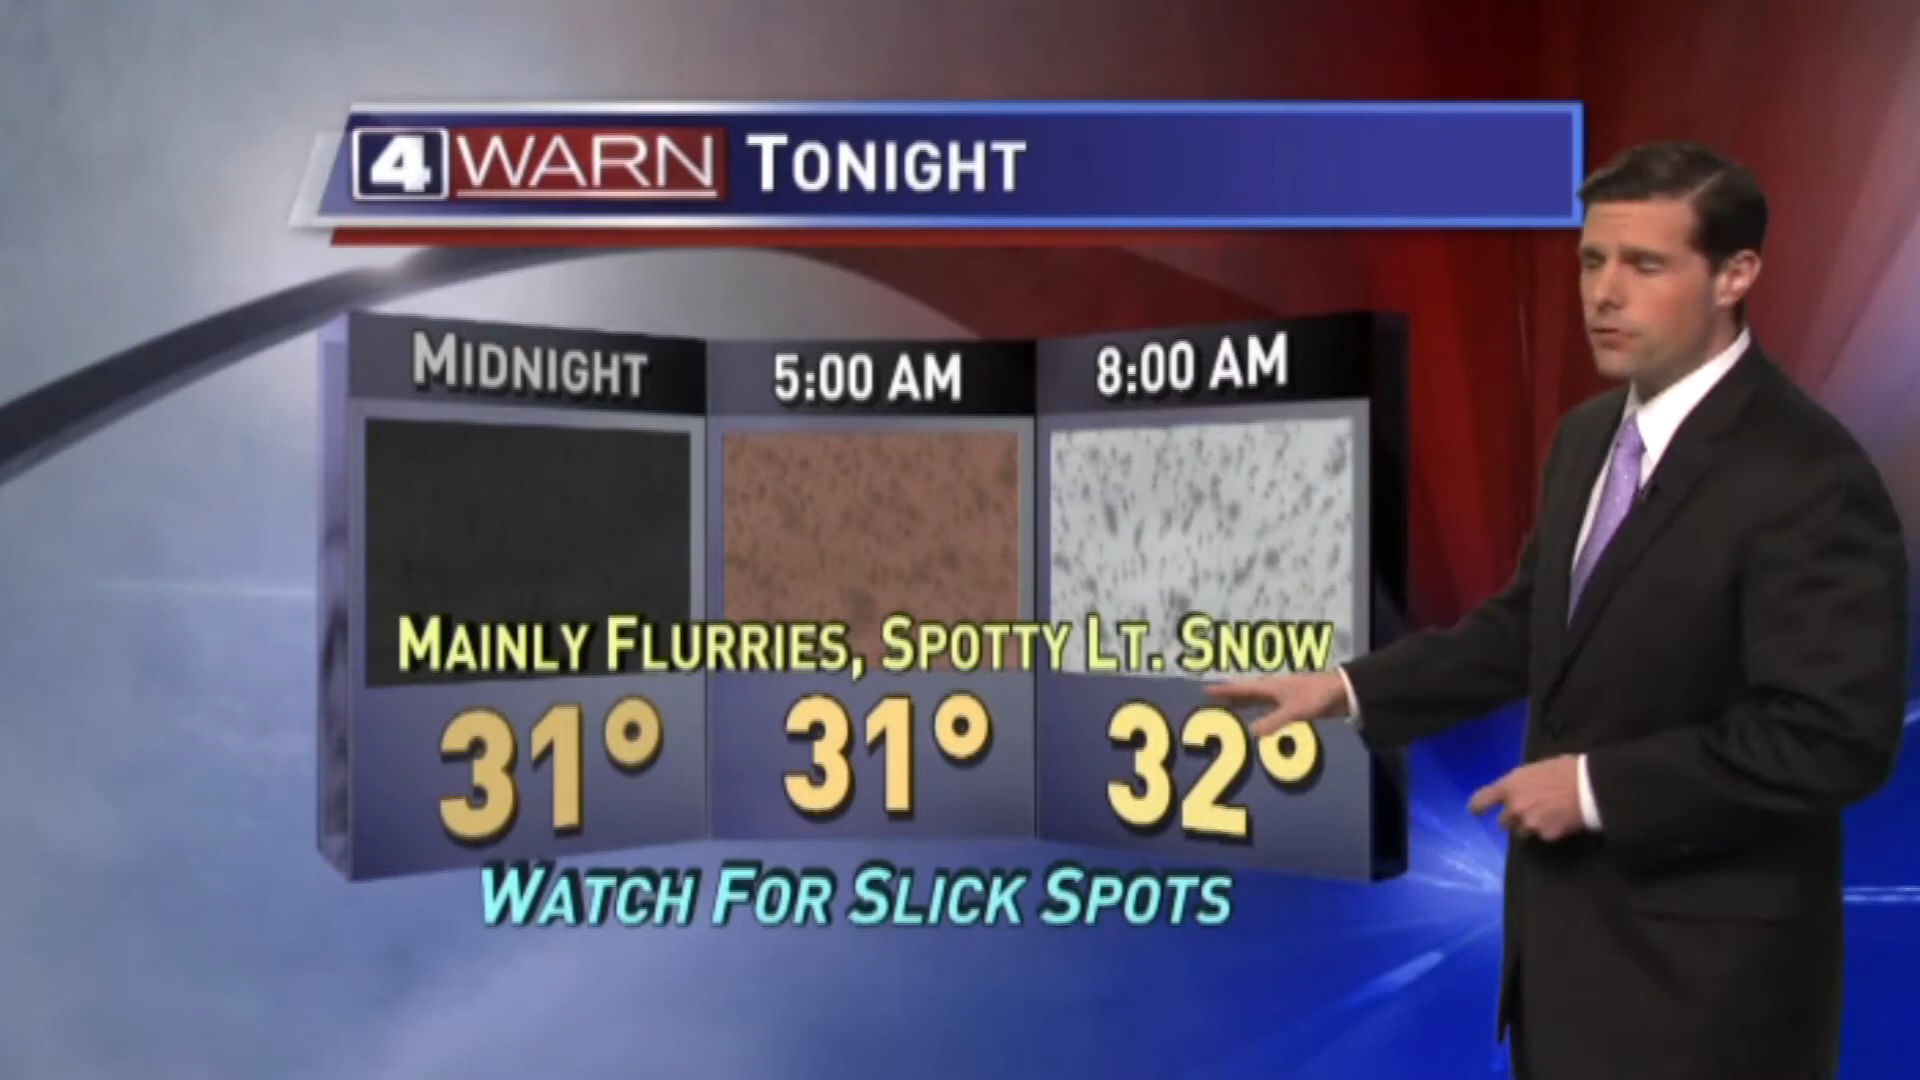 4 WARN TONIGHT
MIDNIGHT 5:00 AM 8:00 AM
MAINLY FLURRIES, SPOTTY LT. SNOW
31° 31° 32°
WATCH FOR SLICK SPOTS